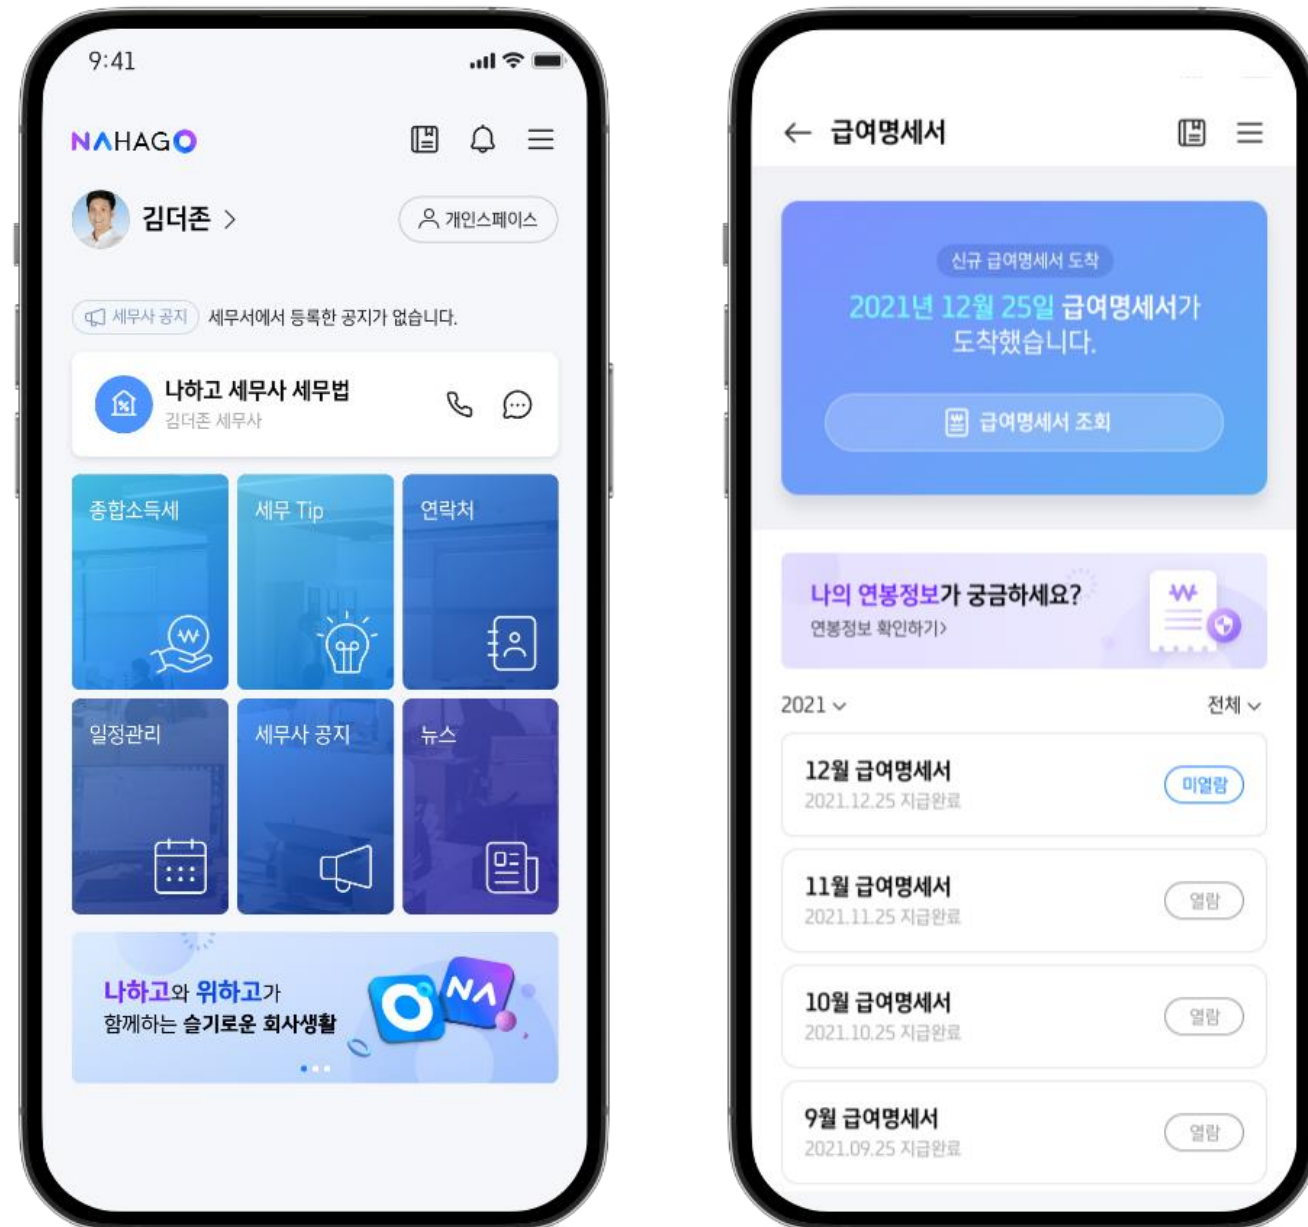 9:41
NAHAGO
김더존 >
개인스페이스
세무사 공지
세무서에서 등록한 공지가 없습니다.
나하고 세무사 세무법
김더존 세무사
종합소득세
세무 Tip
연락처
일정관리
세무사 공지
뉴스
나하고와 위하고가
함께하는 슬기로운 회사생활
NA
급여명세서
신규 급여명세서 도착
2021년 12월 25일 급여명세서가
도착했습니다.
급여명세서 조회
나의 연봉정보가 궁금하세요?
연봉정보 확인하기>
2021
전체
12월 급여명세서
2021.12.25 지급완료
미열람
11월 급여명세서
2021.11.25 지급완료
열람
10월 급여명세서
2021.10.25 지급완료
열람
9월 급여명세서
2021.09.25 지급완료
열람